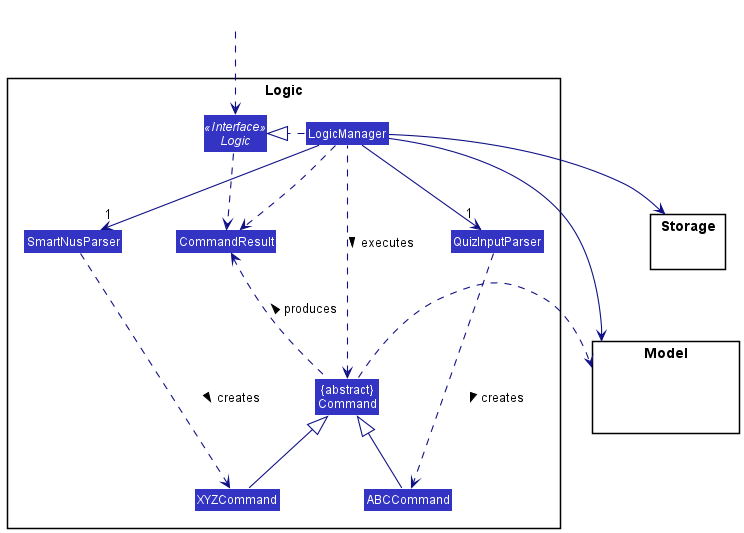 Logic
«Interface»
Logic
LogicManager
1
1
Storage
SmartNusParser
CommandResult
executes
QuizInputParser
produces
Model
{abstract}
Command
creates
creates
XYZCommand
ABCCommand